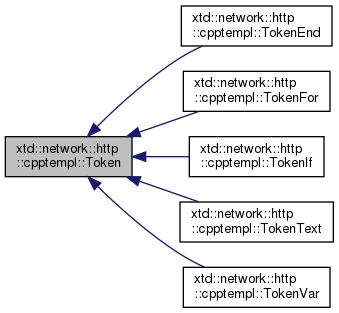 xtd::network::http
::cpptempl::TokenEnd
xtd::network::http
::cpptempl::TokenFor
xtd::network::http
::cpptempl::Token
xtd::network::http
::cpptempl::TokenIf
xtd::network::http
::cpptempl::TokenText
xtd::network::http
::cpptempl::TokenVar